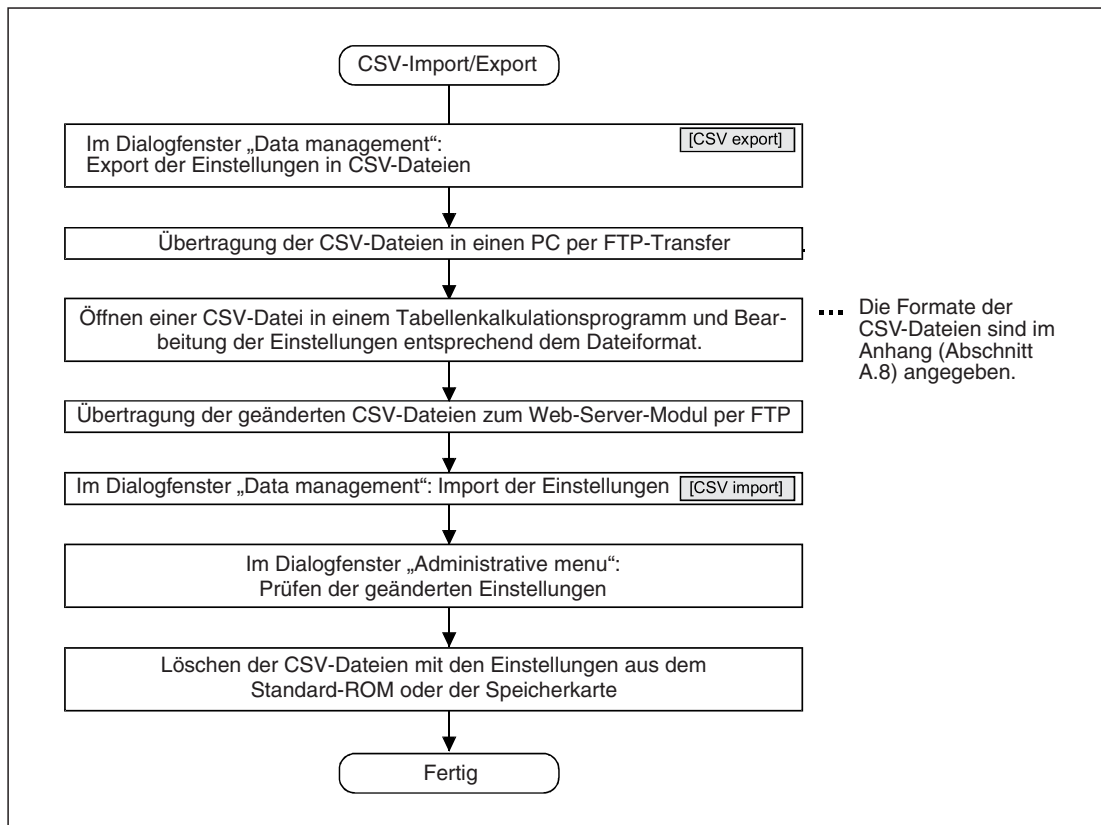 CSV-Import/Export
Im Dialogfenster „Data management“:
[CSV export]
Export der Einstellungen in CSV-Dateien
Übertragung der CSV-Dateien in einen PC per FTP-Transfer
Öffnen einer CSV-Datei in einem Tabellenkalkulationsprogramm und Bear-
beitung der Einstellungen entsprechend dem Dateiformat.
Die Formate der
CSV-Dateien sind im
Anhang (Abschnitt
A.8) angegeben.
Übertragung der geänderten CSV-Dateien zum Web-Server-Modul per FTP
Im Dialogfenster „Data management“: Import der Einstellungen [CSV import]
Im Dialogfenster „Administrative menu“:
Prüfen der geänderten Einstellungen
Löschen der CSV-Dateien mit den Einstellungen aus dem
Standard-ROM oder der Speicherkarte
Fertig